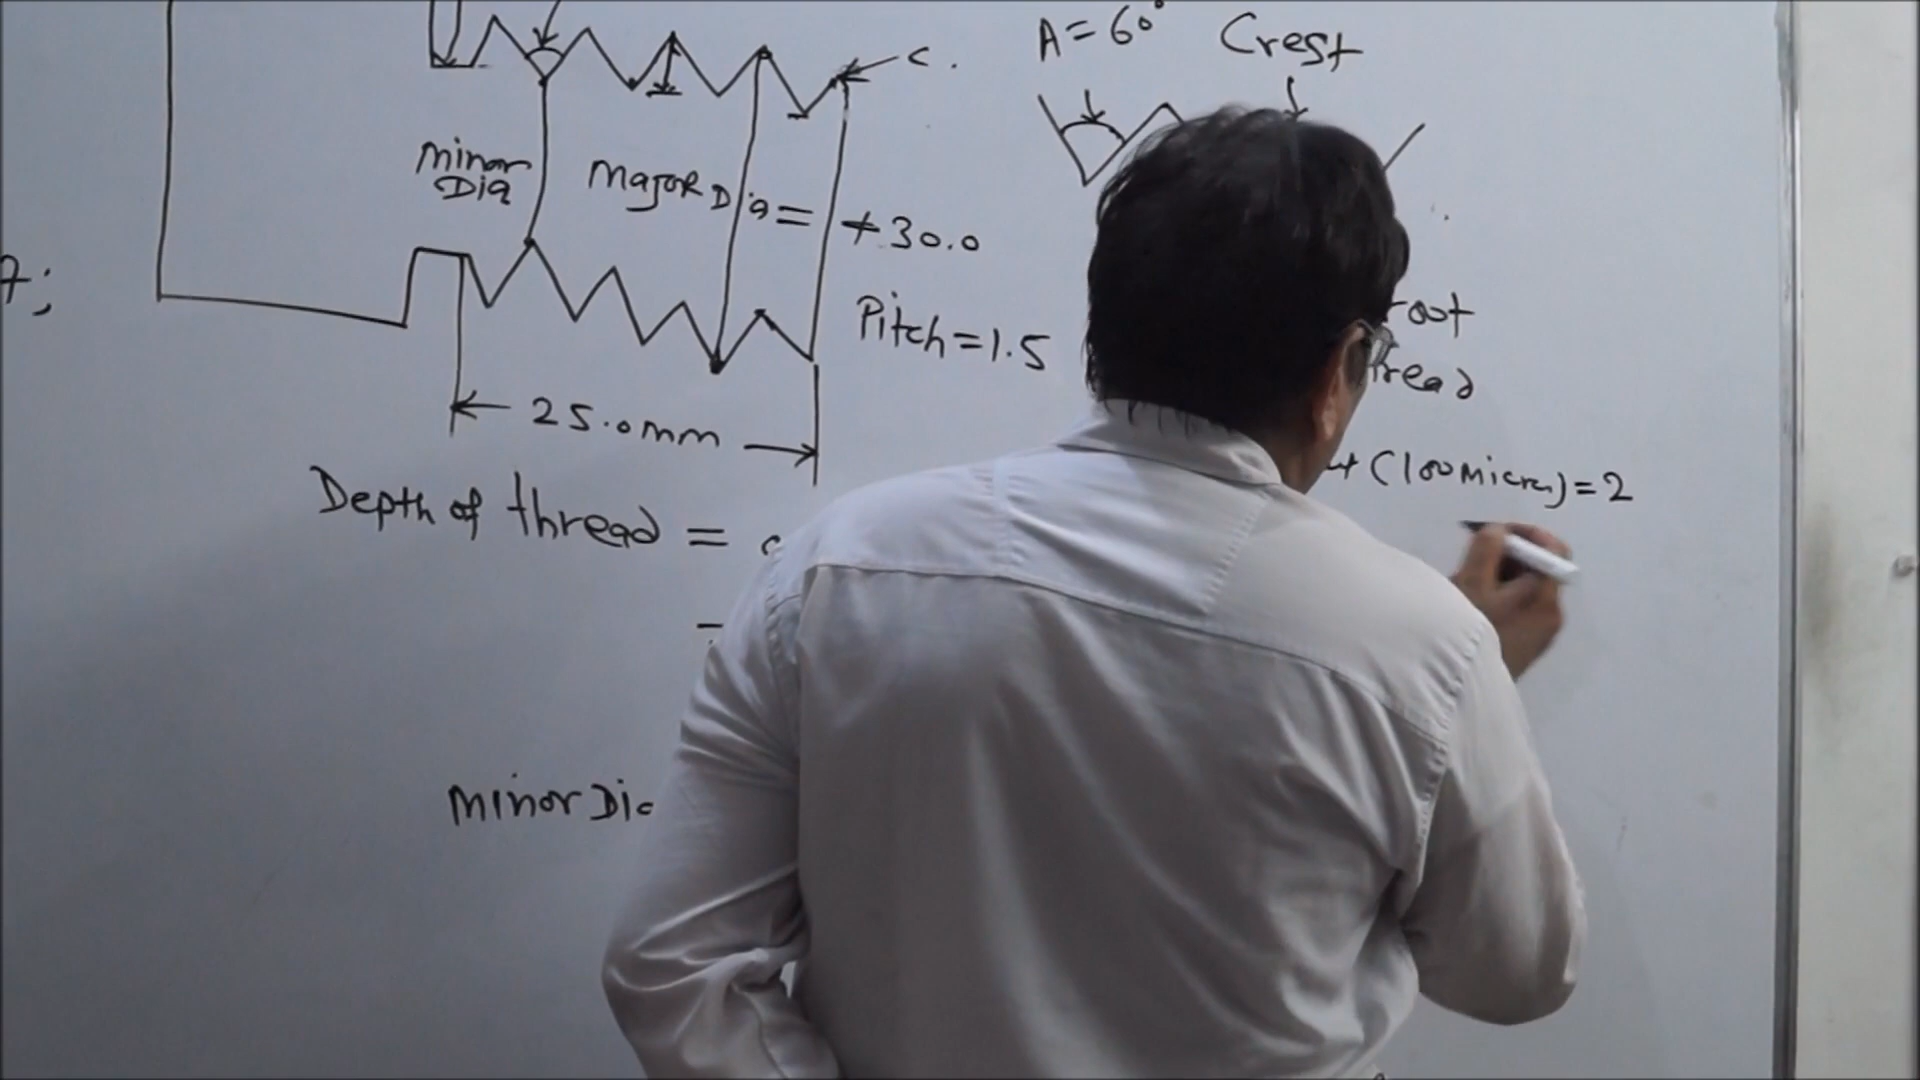 A=60° Crest
c.
minor
Dia
Major Dia = +30.0
7;
root
Pitch=1.5
25.0mm
(100 Micron)=2
Depth of thread =
Minor Dia